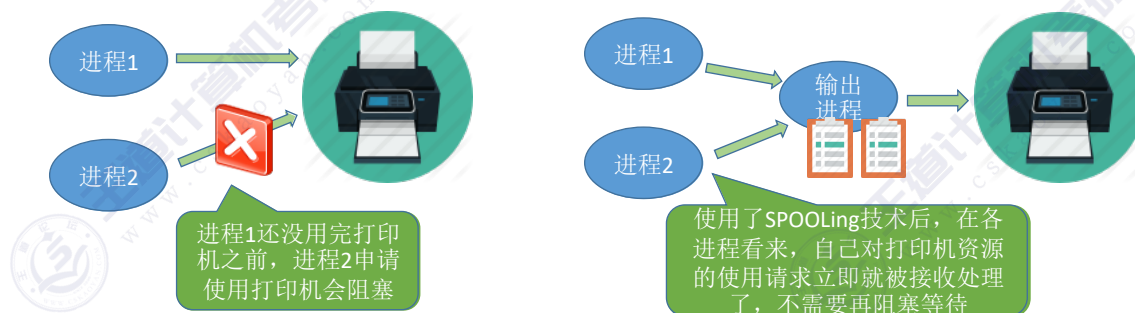 进程1
进程2
进程1还没用完打印
机之前，进程2申请
使用打印机会阻塞
进程1
进程2
输出
进程
使用了SPOOLing技术后，在各
进程看来，自己对打印机资源
的使用请求立即就被接收处理
了，不需要再阻塞等待